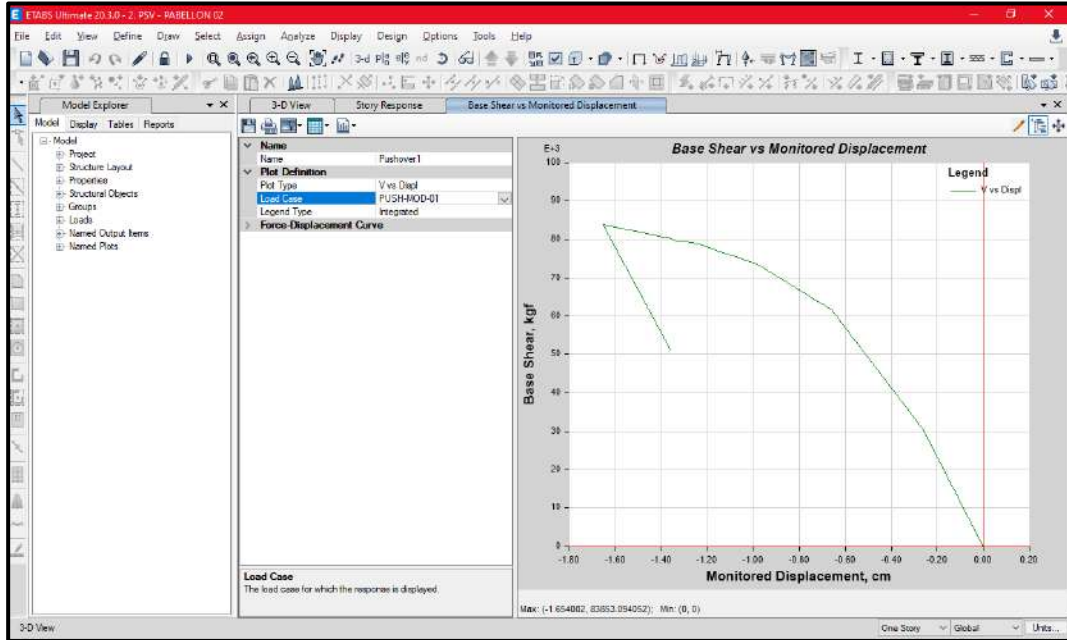 ETABS Ultimate 20.3.0 - 2. PSV - PABELLON 02
File Edit View Define Draw Select Assign Analyze Display Design Options Tools Help
Model Explorer
Model Display Tables Reports
Model
Project
Structure Layout
Properties
Structural Objects
Groups
Loads
Named Output Items
Named Plots
3-D View Story Response Base Shear vs Monitored Displacement
Name
Name Pushover1
Plot Definition
Plot Type V vs Displ
Load Case PUSH-MOD-01
Legend Type Integrated
Force-Displacement Curve
Load Case
The load case for which the response is displayed.
Base Shear vs Monitored Displacement
E+3
Legend
V vs Displ
100
90
80
70
60
50
40
30
20
10
0
Base Shear, kgf
-1.80 -1.60 -1.40 -1.20 -1.00 -0.80 -0.60 -0.40 -0.20 0.00 0.20
Monitored Displacement, cm
Max: (-1.654002, 83853.094052); Min: (0, 0)
3-D View One Story Global Units...